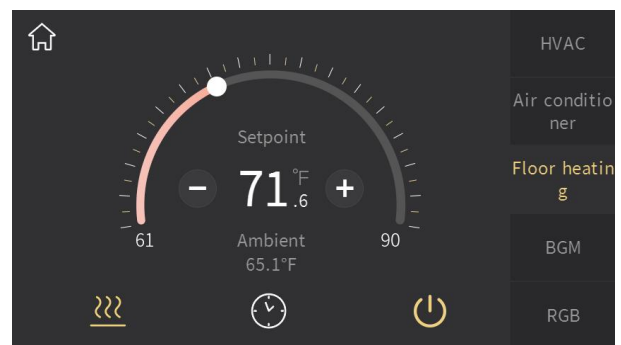 HVAC
Air conditio
ner
Floor heatin
g
BGM
RGB
Setpoint
71.6°F
61
90
Ambient
65.1°F